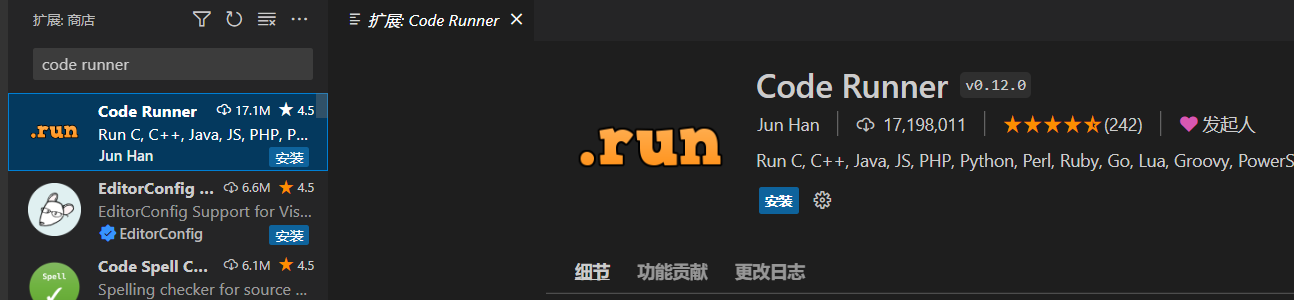 扩展: 商店
code runner
Code Runner 17.1M ★ 4.5
.run
Run C, C++, Java, JS, PHP, P...
Jun Han 安装
EditorConfig ... 6.6M ★ 4.5
EditorConfig Support for Vis...
EditorConfig 安装
Code Spell C... 6.1M ★ 4.5
Spell
Spelling checker for source ...
扩展: Code Runner
.run
Code Runner v0.12.0
Jun Han | 17,198,011 | ★★★★★(242) | 发起人
Run C, C++, Java, JS, PHP, Python, Perl, Ruby, Go, Lua, Groovy, PowerS
安装
细节 功能贡献 更改日志